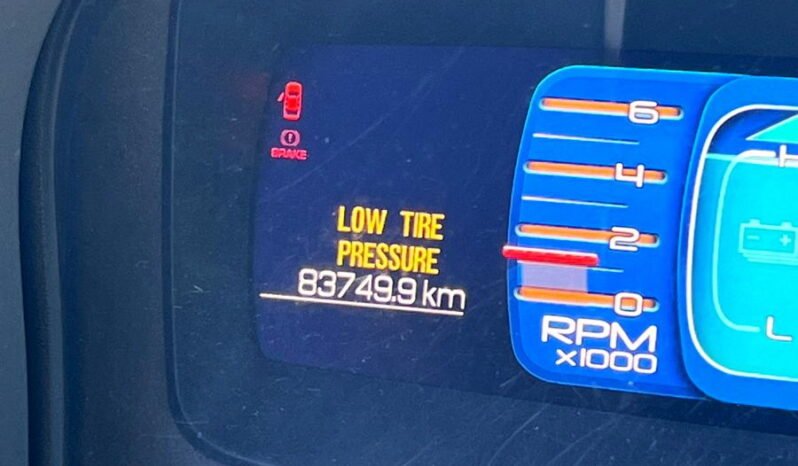 BRAKE
LOW TIRE
PRESSURE
83749.9 km
6
4
2
0
RPM
x1000
H
L